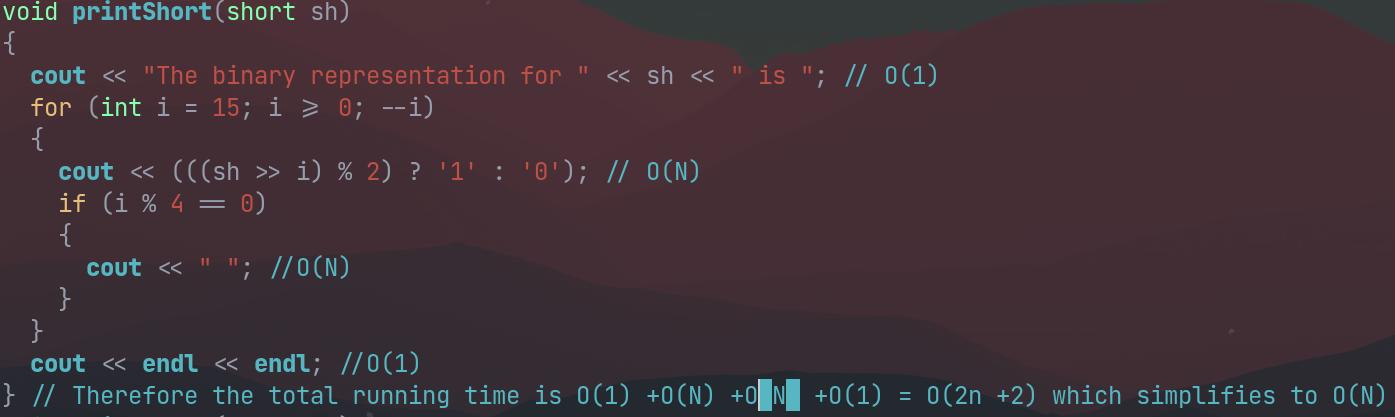 void printShort(short sh)
{
  cout << "The binary representation for " << sh << " is "; // O(1)
  for (int i = 15; i >= 0; --i)
  {
    cout << (((sh >> i) % 2) ? '1' : '0'); // O(N)
    if (i % 4 == 0)
    {
      cout << " "; //O(N)
    }
  }
  cout << endl << endl; //O(1)
} // Therefore the total running time is O(1) +O(N) +O(N) +O(1) = O(2n +2) which simplifies to O(N)